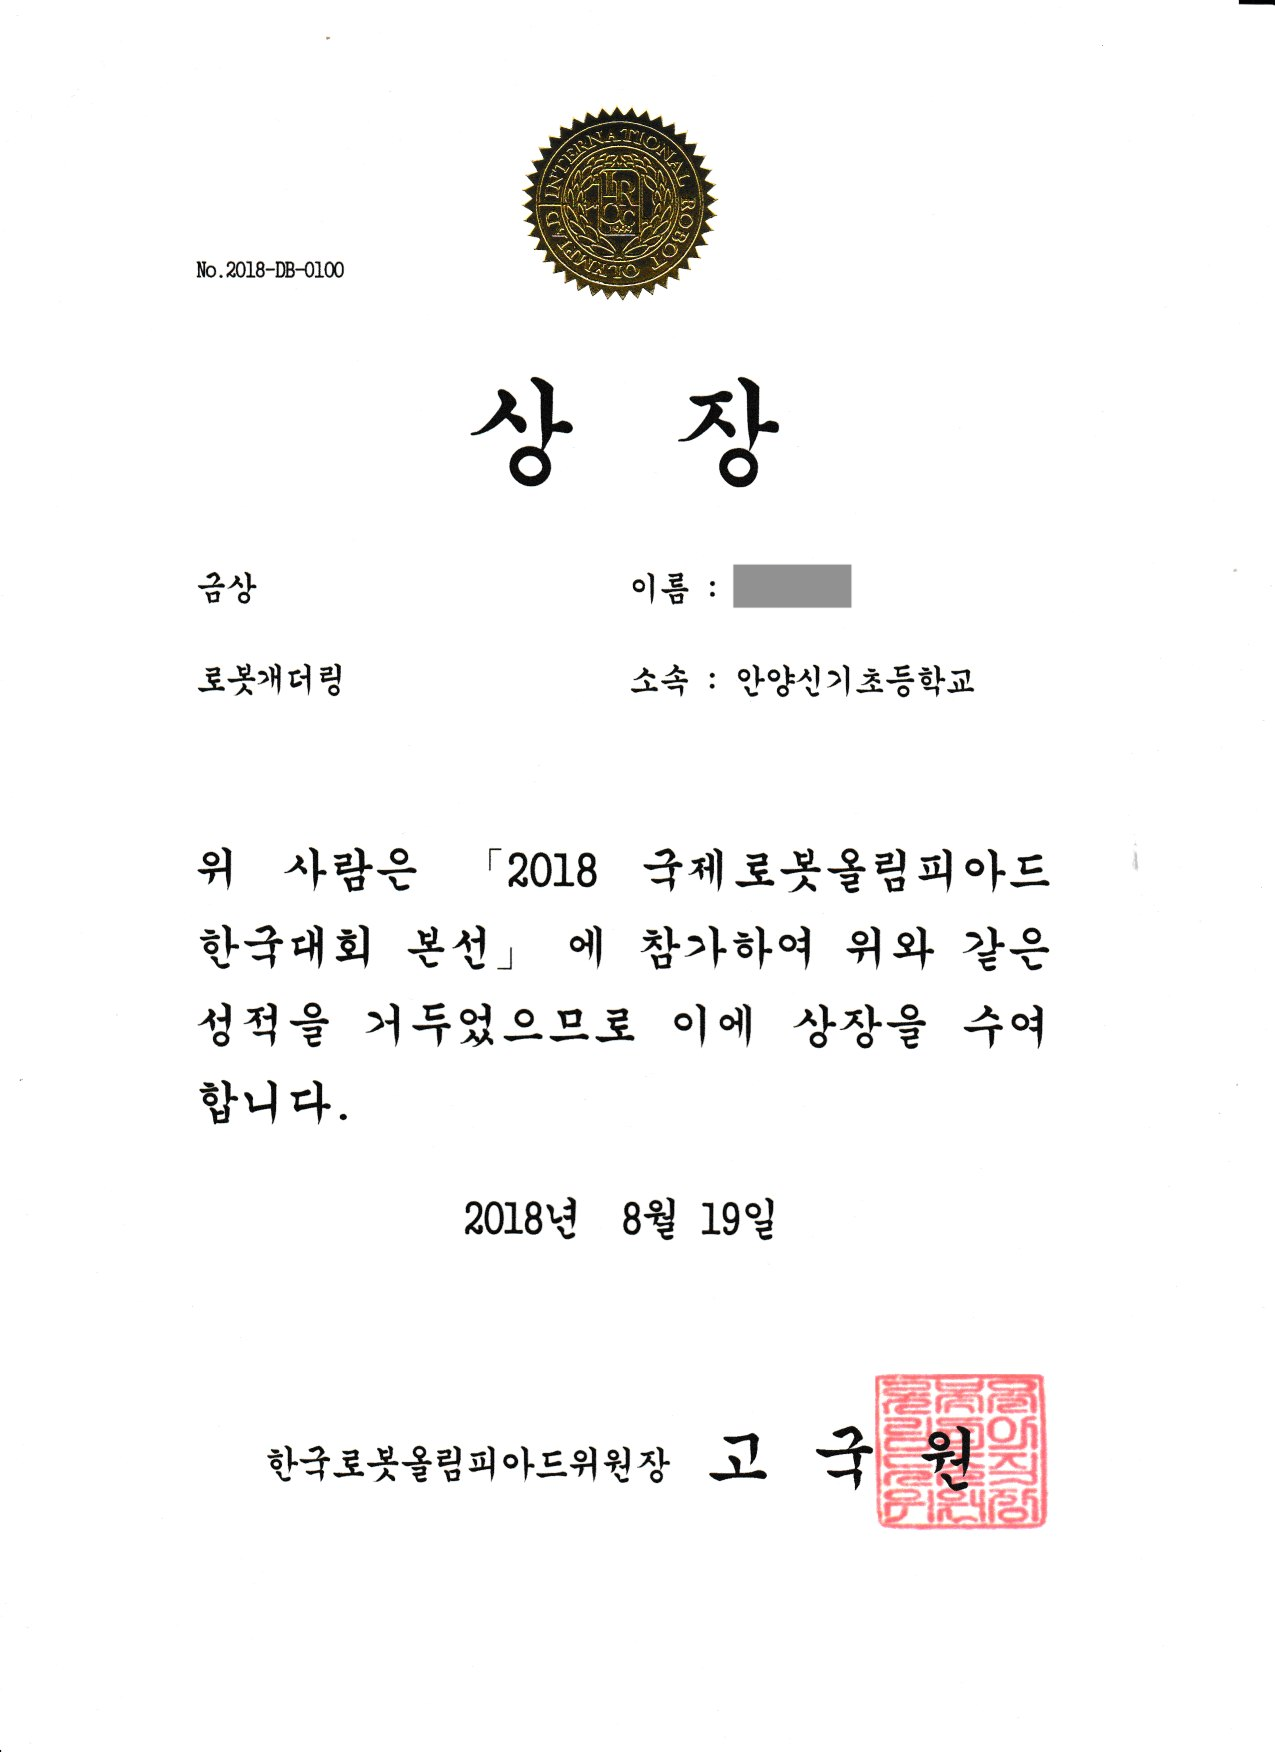 INTERNATIONAL ROBOT OLYMPIAD
IR
OC
No.2018-DB-0100
상 장
금상
이름 :
로봇개더링
소속 : 안양신기초등학교
위 사람은 「2018 국제로봇올림피아드
한국대회 본선」 에 참가하여 위와 같은
성적을 거두었으므로 이에 상장을 수여
합니다.
2018년 8월 19일
한국로봇올림피아드위원장 고 국 원